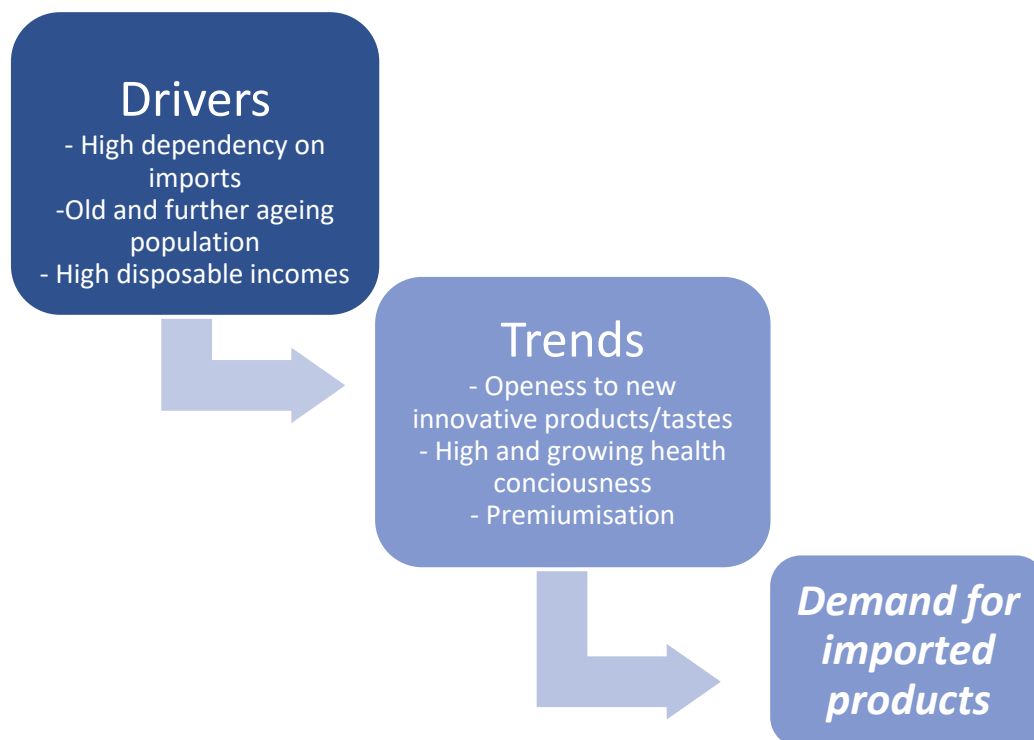 Drivers
- High dependency on
imports
-Old and further ageing
population
- High disposable incomes
Trends
- Openess to new
innovative products/tastes
- High and growing health
conciousness
- Premiumisation
Demand for
imported
products